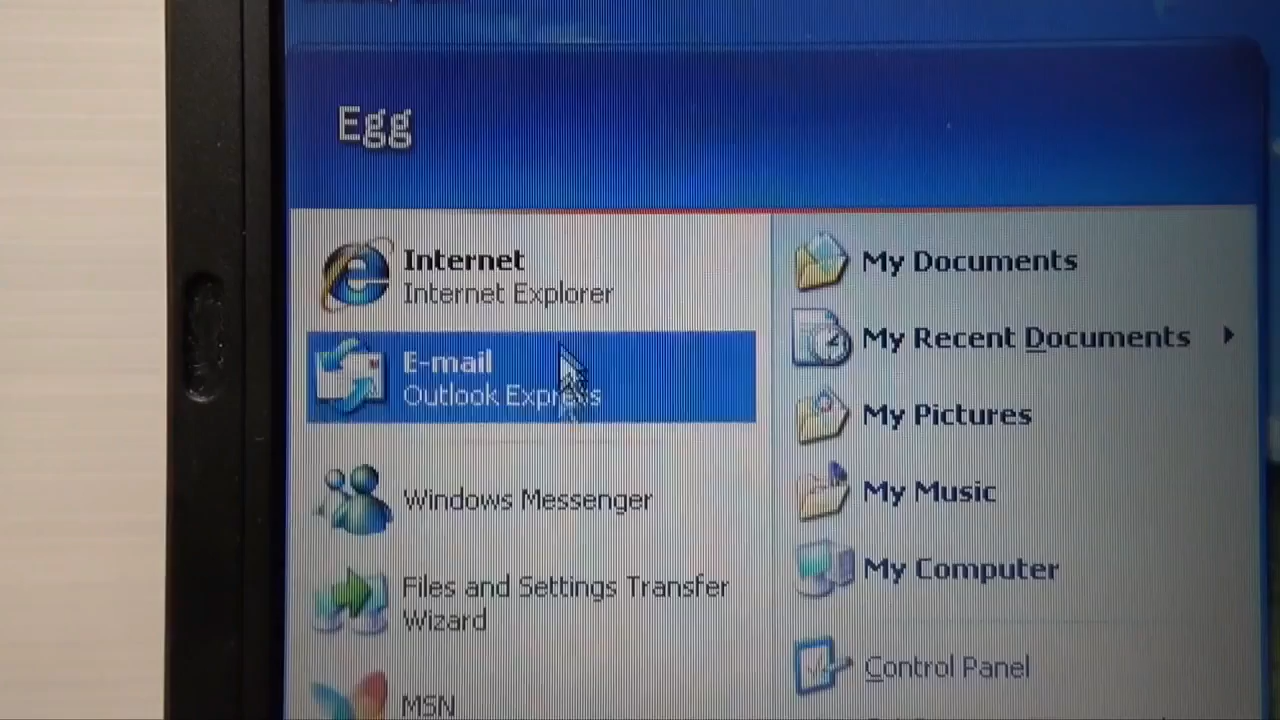 Egg
Internet
Internet Explorer
E-mail
Outlook Express
Windows Messenger
Files and Settings Transfer
Wizard
MSN
My Documents
My Recent Documents
My Pictures
My Music
My Computer
Control Panel